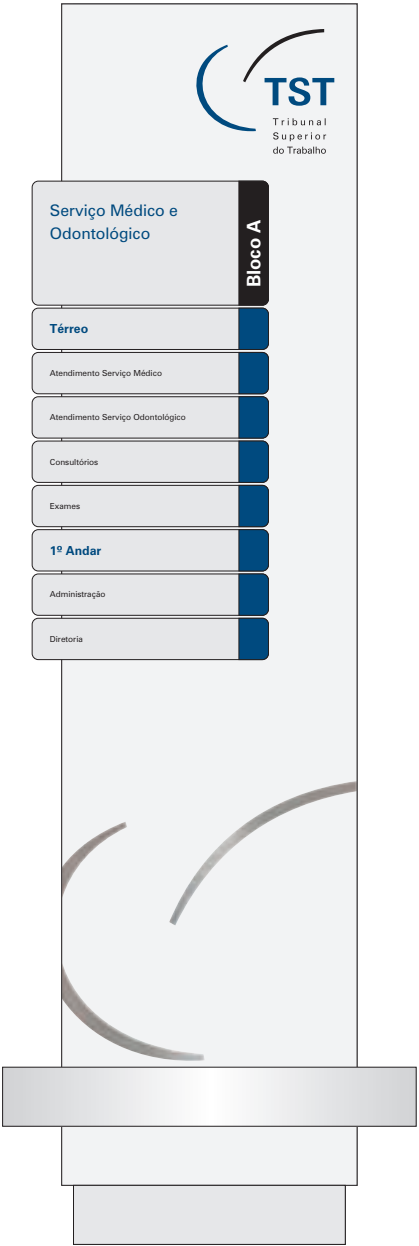 TST
Tribunal
Superior
do Trabalho
Serviço Médico e
Odontológico
Bloco A
Térreo
Atendimento Serviço Médico
Atendimento Serviço Odontológico
Consultórios
Exames
1º Andar
Administração
Diretoria